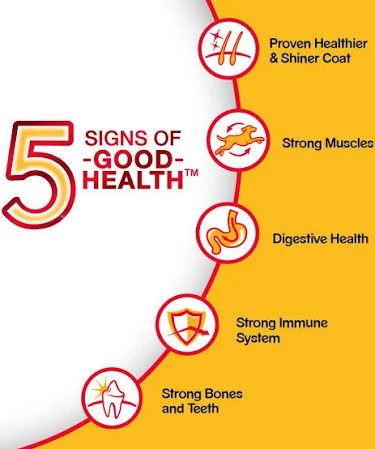 5
SIGNS OF
-GOOD-
HEALTH™
Proven Healthier
& Shiner Coat
Strong Muscles
Digestive Health
Strong Immune
System
Strong Bones
and Teeth